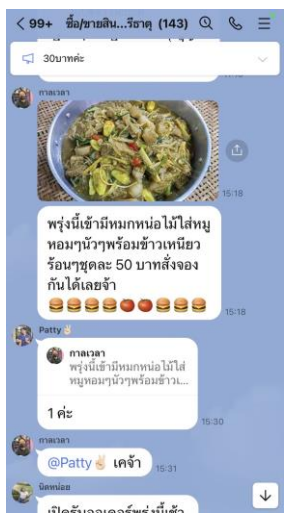 99+ ซื้อ/ขายสิน...รีธาตุ (143)
30บาทค่ะ
กาลเวลา
15:18
พรุ่งนี้เช้ามีหมกหน่อไม้ใส่หมู
หอมๆนัวๆพร้อมข้าวเหนียว
ร้อนๆชุดละ 50 บาทสั่งจอง
กันได้เลยจ้า
15:18
Patty✌🏻
กาลเวลา
พรุ่งนี้เช้ามีหมกหน่อไม้ใส่
หมูหอมๆนัวๆพร้อมข้าวเ...
1 ค่ะ
15:30
กาลเวลา
@Patty✌🏻 เคจ้า
15:31
นิดหน่อย
เปิดรับออเดอร์พรุ่งนี้เช้า